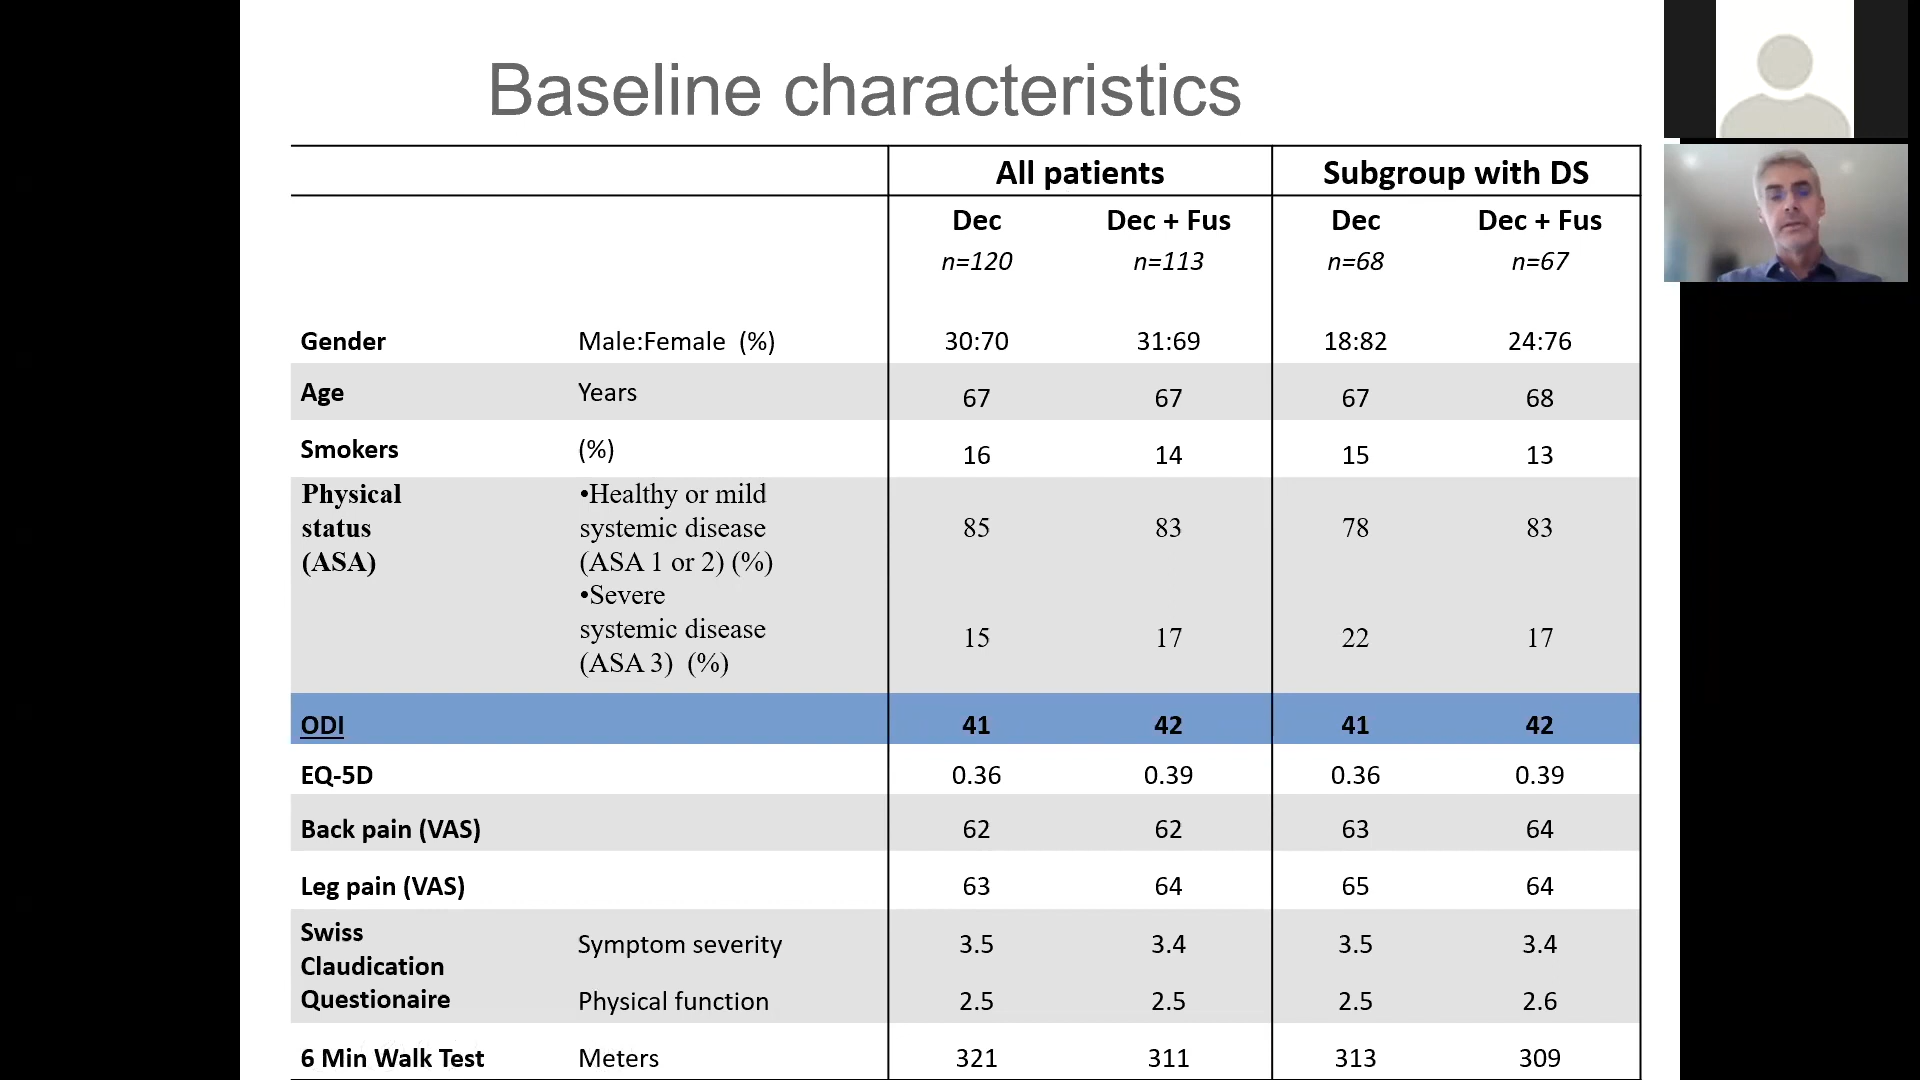 Baseline characteristics
All patients Subgroup with DS
Dec Dec + Fus Dec Dec + Fus
n=120 n=113 n=68 n=67
Gender Male:Female (%) 30:70 31:69 18:82 24:76
Age Years 67 67 67 68
Smokers (%) 16 14 15 13
Physical •Healthy or mild
status systemic disease 85 83 78 83
(ASA) (ASA 1 or 2) (%)
•Severe
systemic disease 15 17 22 17
(ASA 3) (%)
ODI 41 42 41 42
EQ-5D 0.36 0.39 0.36 0.39
Back pain (VAS) 62 62 63 64
Leg pain (VAS) 63 64 65 64
Swiss
Claudication Symptom severity 3.5 3.4 3.5 3.4
Questionaire Physical function 2.5 2.5 2.5 2.6
6 Min Walk Test Meters 321 311 313 309